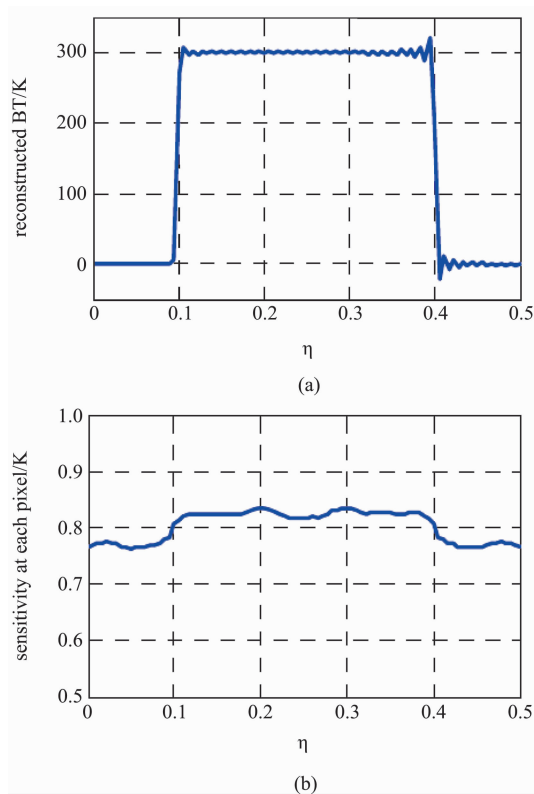 reconstructed BT/K
300
200
100
0
0 0.1 0.2 0.3 0.4 0.5
η
(a)
sensitivity at each pixel/K
1.0
0.9
0.8
0.7
0.6
0.5
0 0.1 0.2 0.3 0.4 0.5
η
(b)